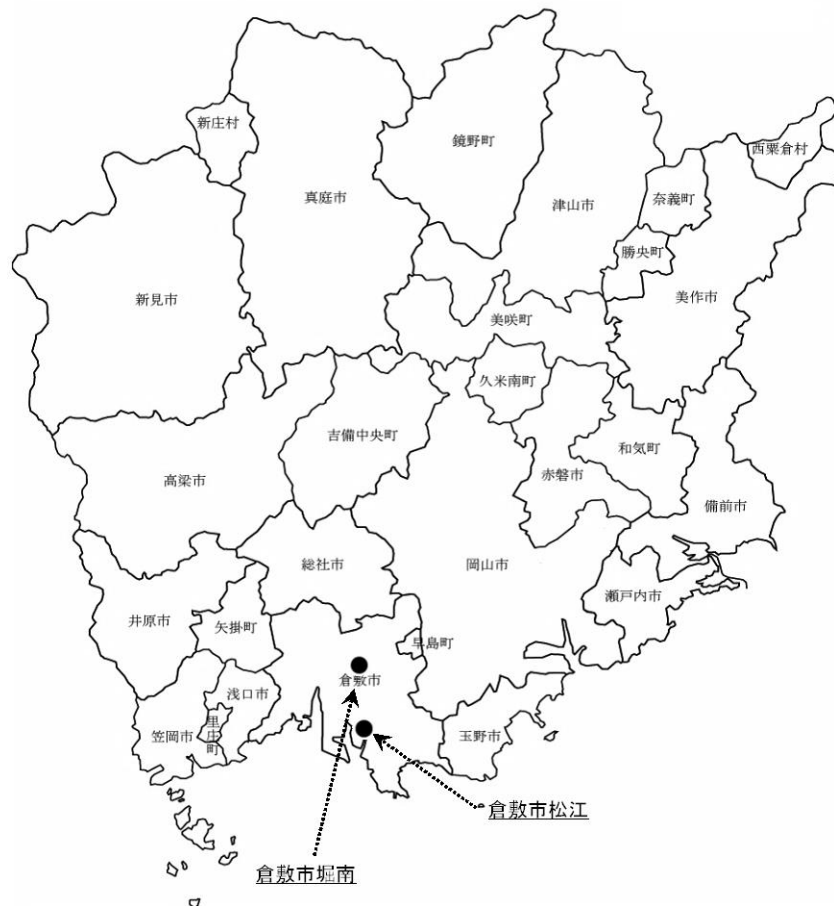 新庄村
鏡野町
西粟倉村
真庭市
津山市
奈義町
勝央町
新見市
美作市
美咲町
久米南町
吉備中央町
和気町
高梁市
赤磐市
備前市
総社市
岡山市
瀬戸内市
井原市
矢掛町
早島町
倉敷市
浅口市
里庄町
笠岡市
玉野市
倉敷市松江
倉敷市堀南